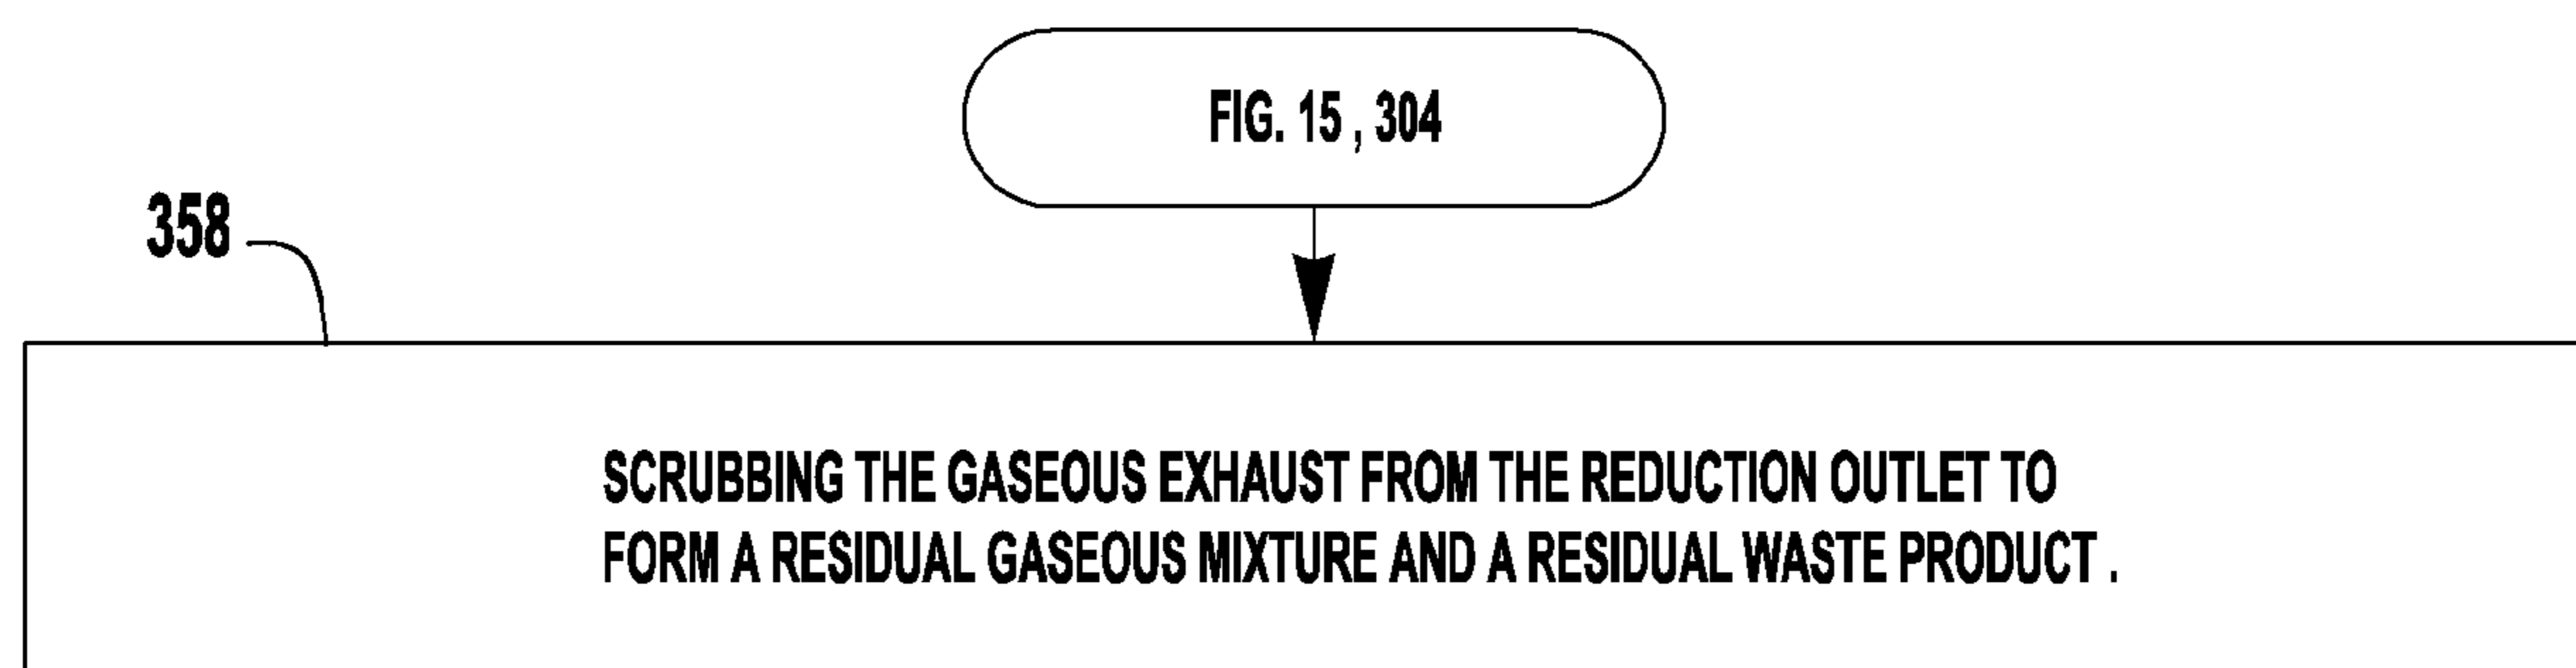 FIG. 15 , 304
358
SCRUBBING THE GASEOUS EXHAUST FROM THE REDUCTION OUTLET TO
FORM A RESIDUAL GASEOUS MIXTURE AND A RESIDUAL WASTE PRODUCT .